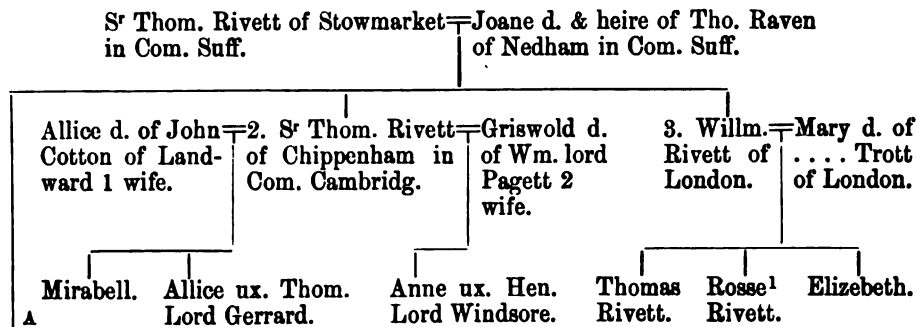 Sʳ Thom. Rivett of Stowmarket
in Com. Suff.
Joane d. & heire of Tho. Raven
of Nedham in Com. Suff.
Allice d. of John
Cotton of Land-
ward 1 wife.
2. Sʳ Thom. Rivett
of Chippenham in
Com. Cambridg.
Griswold d.
of Wm. lord
Pagett 2
wife.
3. Willm.
Rivett of
London.
Mary d. of
. . . . Trott
of London.
Mirabell.
Allice ux. Thom.
Lord Gerrard.
Anne ux. Hen.
Lord Windsore.
Thomas
Rivett.
Rosse¹
Rivett.
Elizebeth.
A